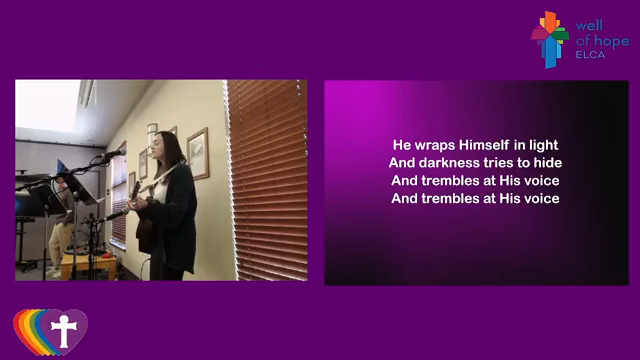 well
of hope
ELCA
He wraps Himself in light
And darkness tries to hide
And trembles at His voice
And trembles at His voice